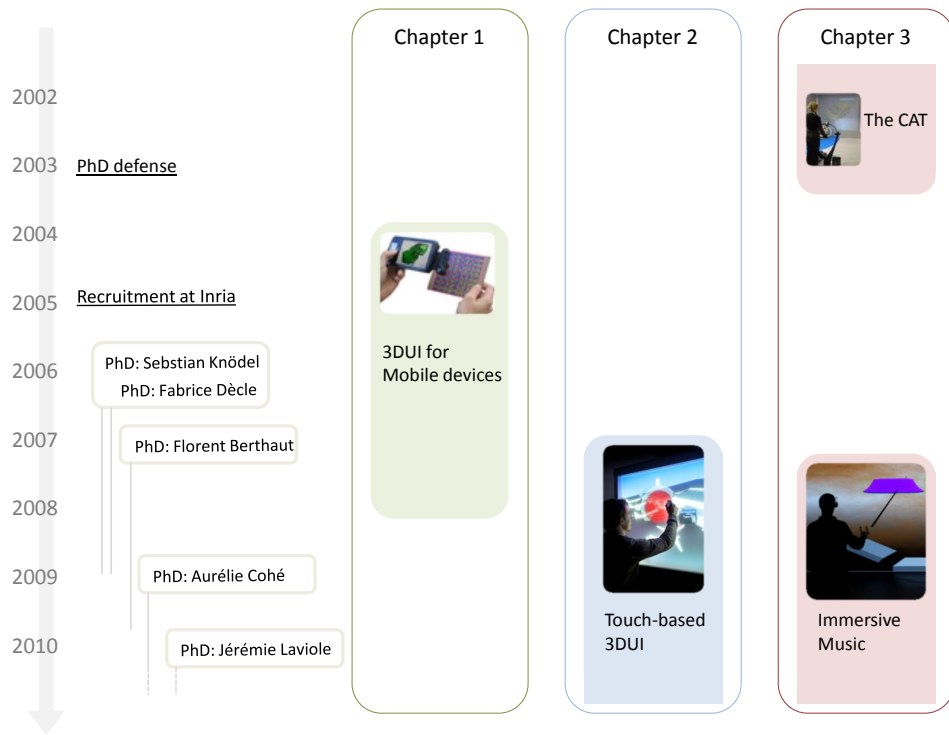 Chapter 1
Chapter 2
Chapter 3
2002
The CAT
2003
PhD defense
2004
2005
Recruitment at Inria
3DUI for
Mobile devices
2006
PhD: Sebstian Knödel
PhD: Fabrice Dècle
2007
PhD: Florent Berthaut
2008
2009
PhD: Aurélie Cohé
Touch-based
3DUI
Immersive
Music
2010
PhD: Jérémie Laviole